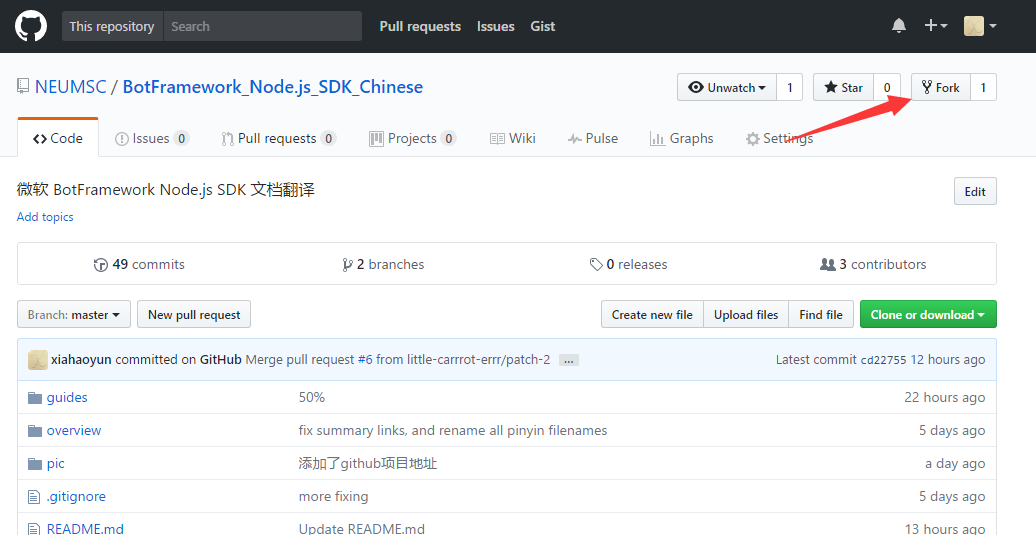 This repository Search Pull requests Issues Gist
NEUMSC / BotFramework_Node.js_SDK_Chinese Unwatch 1 Star 0 Fork 1
Code Issues 0 Pull requests 0 Projects 0 Wiki Pulse Graphs Settings
微软 BotFramework Node.js SDK 文档翻译 Edit
Add topics
49 commits 2 branches 0 releases 3 contributors
Branch: master New pull request Create new file Upload files Find file Clone or download
xiahaoyun committed on GitHub Merge pull request #6 from little-carrrot-errr/patch-2 ... Latest commit cd22755 12 hours ago
guides 50% 22 hours ago
overview fix summary links, and rename all pinyin filenames 5 days ago
pic 添加了github项目地址 a day ago
.gitignore more fixing 5 days ago
README.md Update README.md 13 hours ago